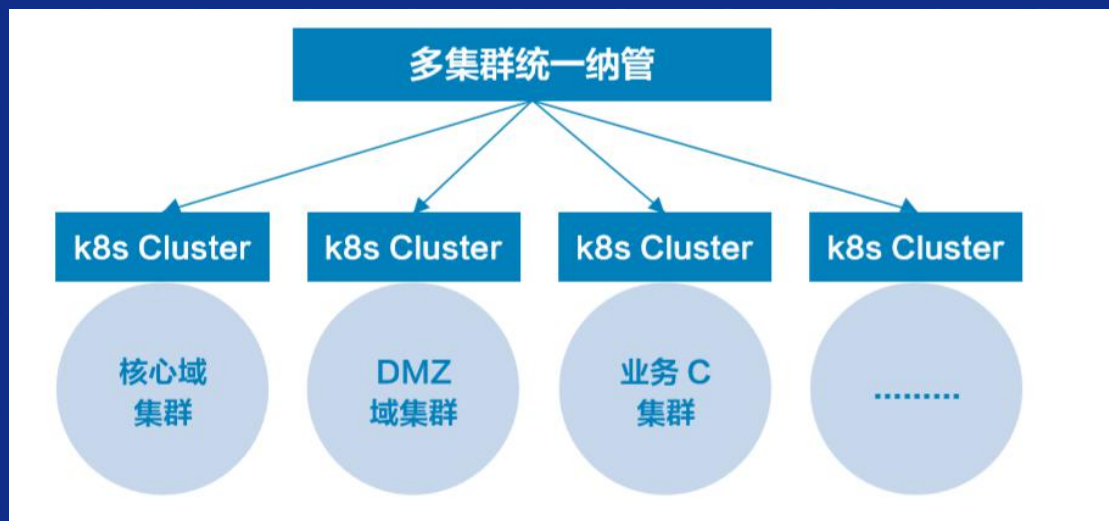 多集群统一纳管
k8s Cluster
k8s Cluster
k8s Cluster
k8s Cluster
核心域
集群
DMZ
域集群
业务 C
集群
.........